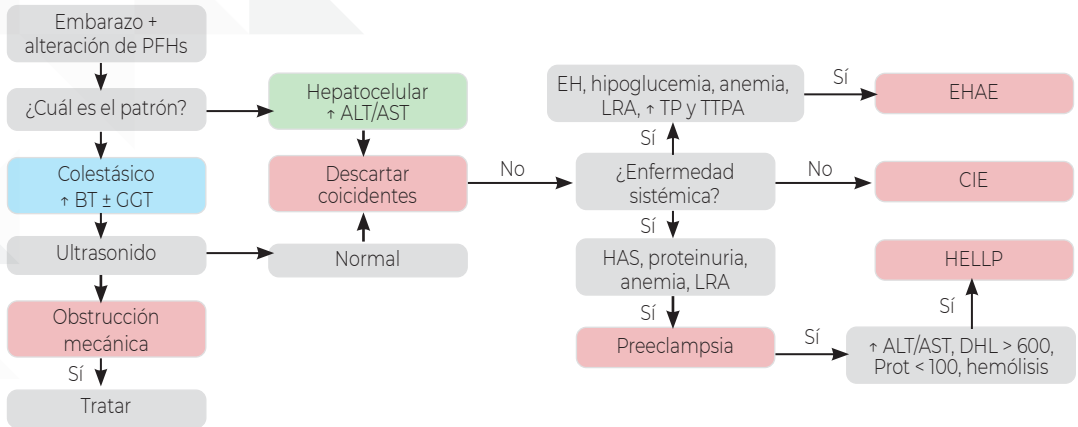 Embarazo +
alteración de PFHs
¿Cuál es el patrón?
Colestásico
↑ BT ± GGT
Ultrasonido
Obstrucción
mecánica
Sí
Tratar
Hepatocelular
↑ ALT/AST
Descartar
coicidentes
Normal
No
EH, hipoglucemia, anemia,
LRA, ↑ TP y TTPA
Sí
EHAE
Sí
¿Enfermedad
sistémica?
No
CIE
Sí
HAS, proteinuria,
anemia, LRA
Sí
Preeclampsia
Sí
↑ ALT/AST, DHL > 600,
Prot < 100, hemólisis
Sí
HELLP